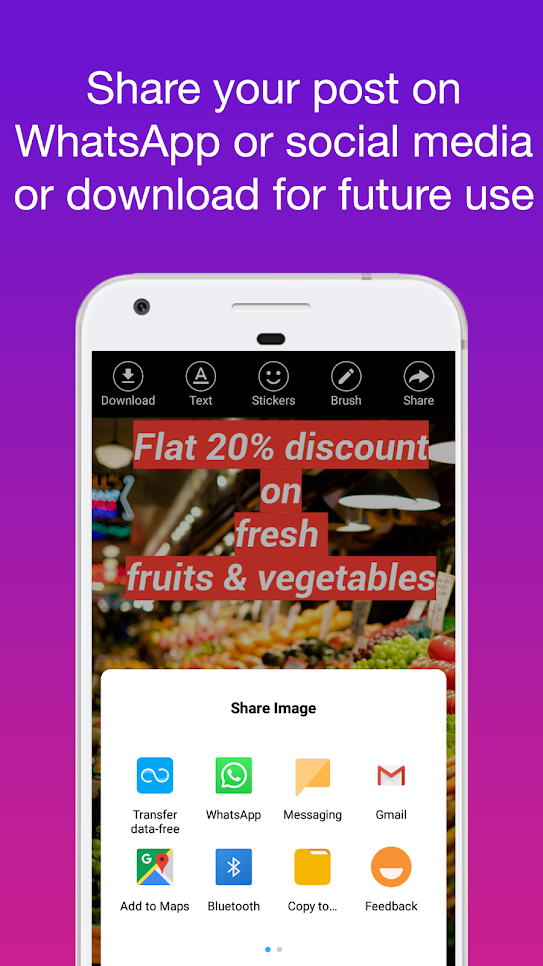 Share your post on
WhatsApp or social media
or download for future use
Download Text Stickers Brush Share
Flat 20% discount
on
fresh
fruits & vegetables
Share Image
Transfer data-free
WhatsApp
Messaging
Gmail
Add to Maps
Bluetooth
Copy to...
Feedback